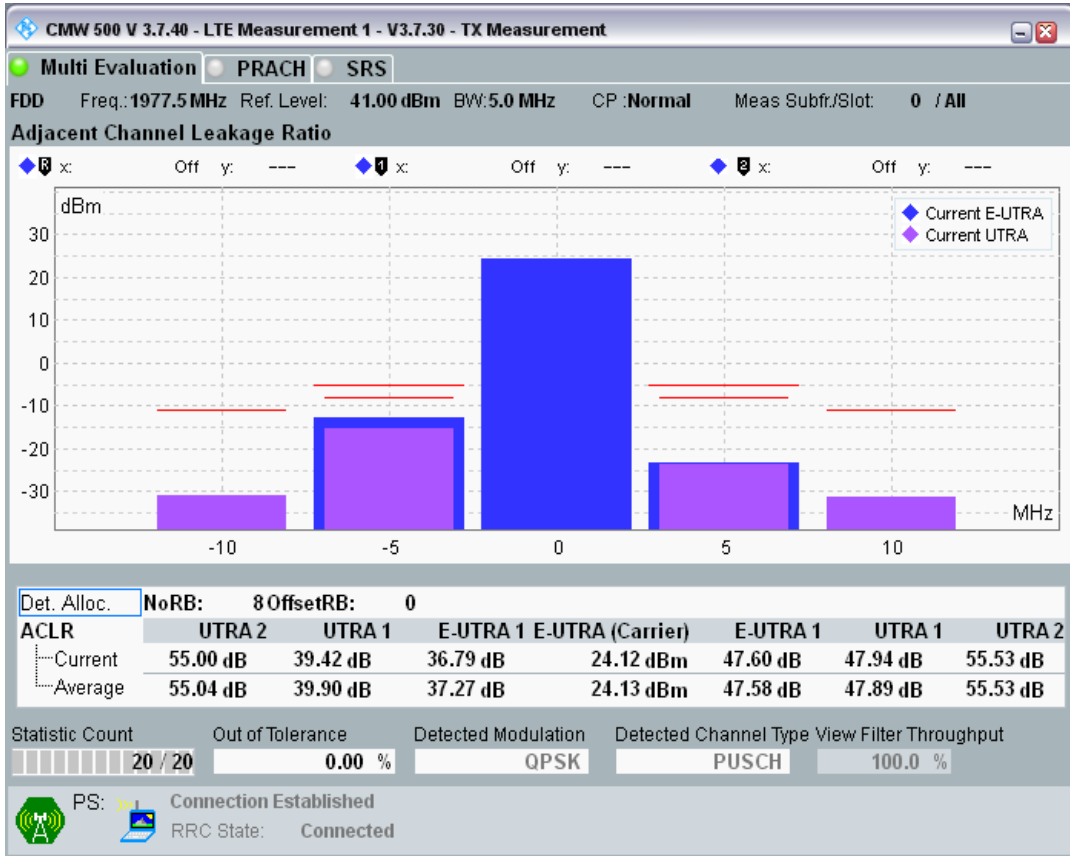 CMW 500 V 3.7.40 - LTE Measurement 1 - V3.7.30 - TX Measurement
Multi Evaluation PRACH SRS
FDD Freq.: 1977.5 MHz Ref. Level: 41.00 dBm BW: 5.0 MHz CP : Normal Meas Subfr./Slot: 0 / All
Adjacent Channel Leakage Ratio
R x: Off y: --- 1 x: Off y: --- 2 x: Off y: ---
dBm
Current E-UTRA
Current UTRA
30
20
10
0
-10
-20
-30
MHz
-10 -5 0 5 10
Det. Alloc. NoRB: 8 OffsetRB: 0
ACLR UTRA 2 UTRA 1 E-UTRA 1 E-UTRA (Carrier) E-UTRA 1 UTRA 1 UTRA 2
Current 55.00 dB 39.42 dB 36.79 dB 24.12 dBm 47.60 dB 47.94 dB 55.53 dB
Average 55.04 dB 39.90 dB 37.27 dB 24.13 dBm 47.58 dB 47.89 dB 55.53 dB
Statistic Count Out of Tolerance Detected Modulation Detected Channel Type View Filter Throughput
20 / 20 0.00 % QPSK PUSCH 100.0 %
PS: Connection Established
RRC State: Connected